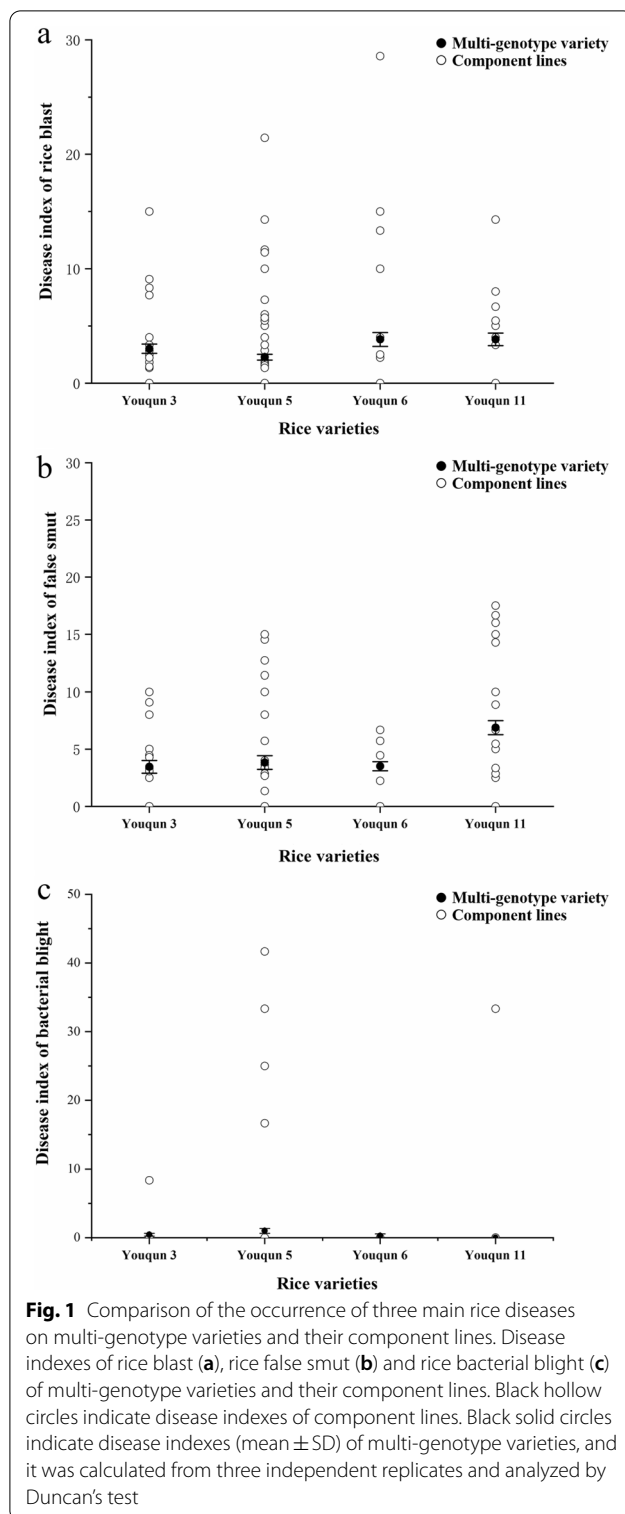 a
Disease index of rice blast
30
20
10
0
● Multi-genotype variety
○ Component lines
Youqun 3 Youqun 5 Youqun 6 Youqun 11
Rice varieties
b
Disease index of false smut
30
25
20
15
10
5
0
● Multi-genotype variety
○ Component lines
Youqun 3 Youqun 5 Youqun 6 Youqun 11
Rice varieties
c
Disease index of bacterial blight
50
40
30
20
10
0
● Multi-genotype variety
○ Component lines
Youqun 3 Youqun 5 Youqun 6 Youqun 11
Rice varieties
Fig. 1 Comparison of the occurrence of three main rice diseases
on multi-genotype varieties and their component lines. Disease
indexes of rice blast (a), rice false smut (b) and rice bacterial blight (c)
of multi-genotype varieties and their component lines. Black hollow
circles indicate disease indexes of component lines. Black solid circles
indicate disease indexes (mean ± SD) of multi-genotype varieties, and
it was calculated from three independent replicates and analyzed by
Duncan's test